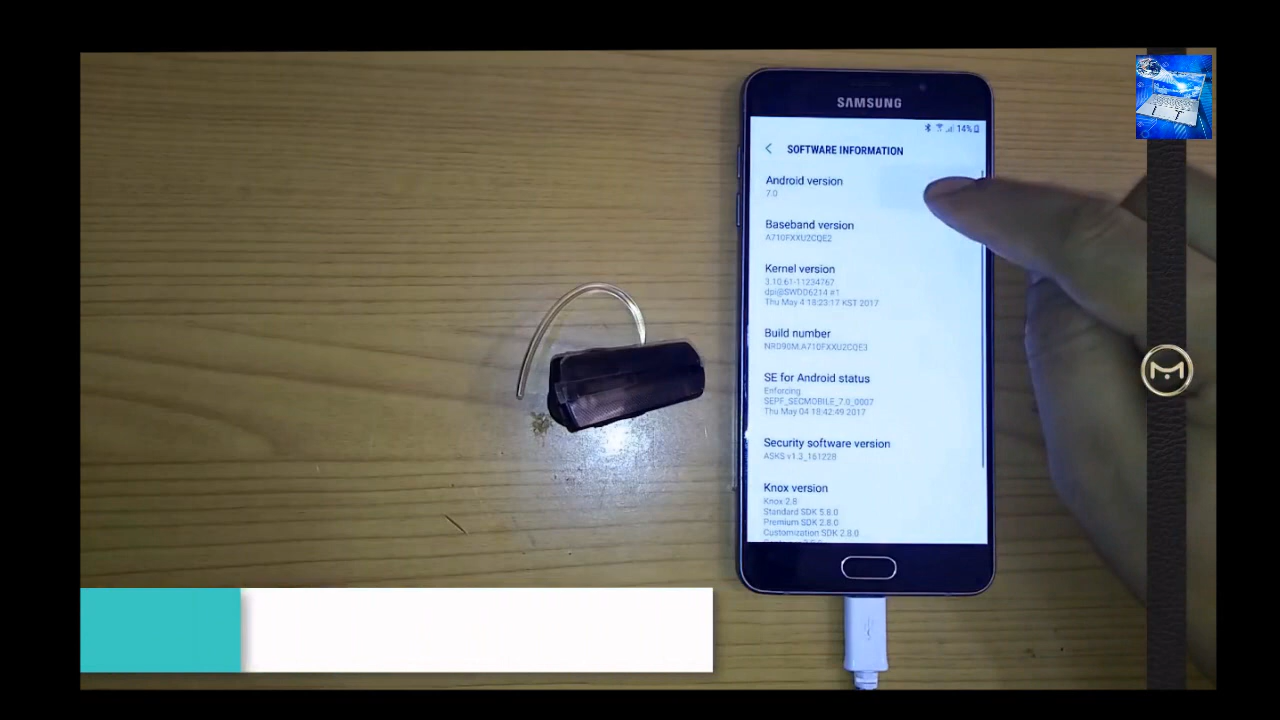 SAMSUNG
14%
SOFTWARE INFORMATION
Android version
7.0
Baseband version
A710FXXU2CQE2
Kernel version
3.10.61-11234767
dpi@SWDD6214 #1
Thu May 4 18:23:17 KST 2017
Build number
NRD90M.A710FXXU2CQE3
SE for Android status
Enforcing
SEPF_SECMOBILE_7.0_0007
Thu May 04 18:42:49 2017
Security software version
ASKS v1.3_161228
Knox version
Knox 2.8
Standard SDK 5.8.0
Premium SDK 2.8.0
Customization SDK 2.8.0